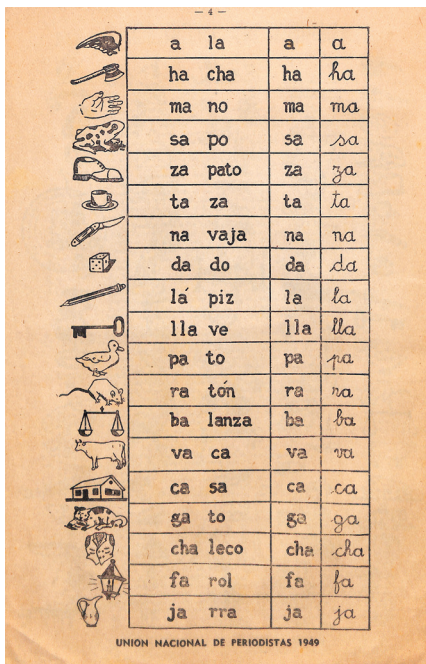 — 4 —
a la a a
ha cha ha ha
ma no ma ma
sa po sa sa
za pato za za
ta za ta ta
na vaja na na
da do da da
lá piz la la
lla ve lla lla
pa to pa pa
ra tón ra ra
ba lanza ba ba
va ca va va
ca sa ca ca
ga to ga ga
cha leco cha cha
fa rol fa fa
ja rra ja ja
UNION NACIONAL DE PERIODISTAS 1949